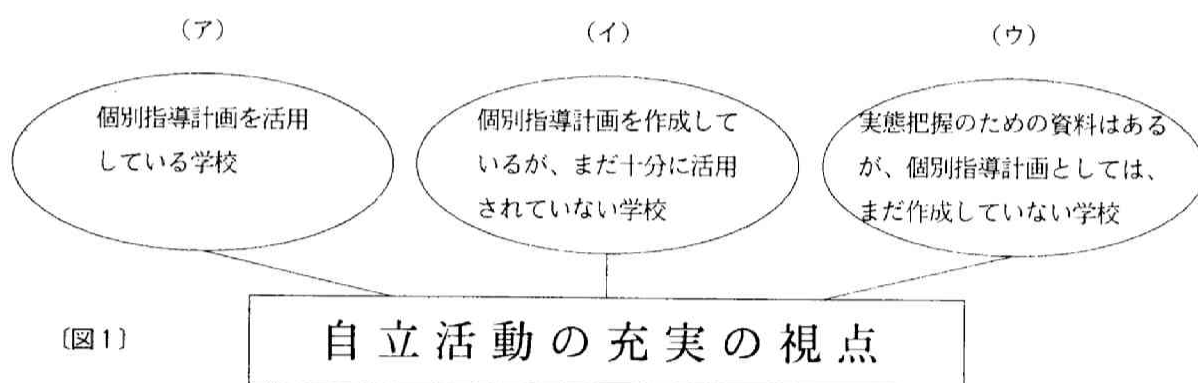 (ア)
個別指導計画を活用
している学校
(イ)
個別指導計画を作成して
いるが、まだ十分に活用
されていない学校
(ウ)
実態把握のための資料はある
が、個別指導計画としては、
まだ作成していない学校
〔図1〕
自立活動の充実の視点